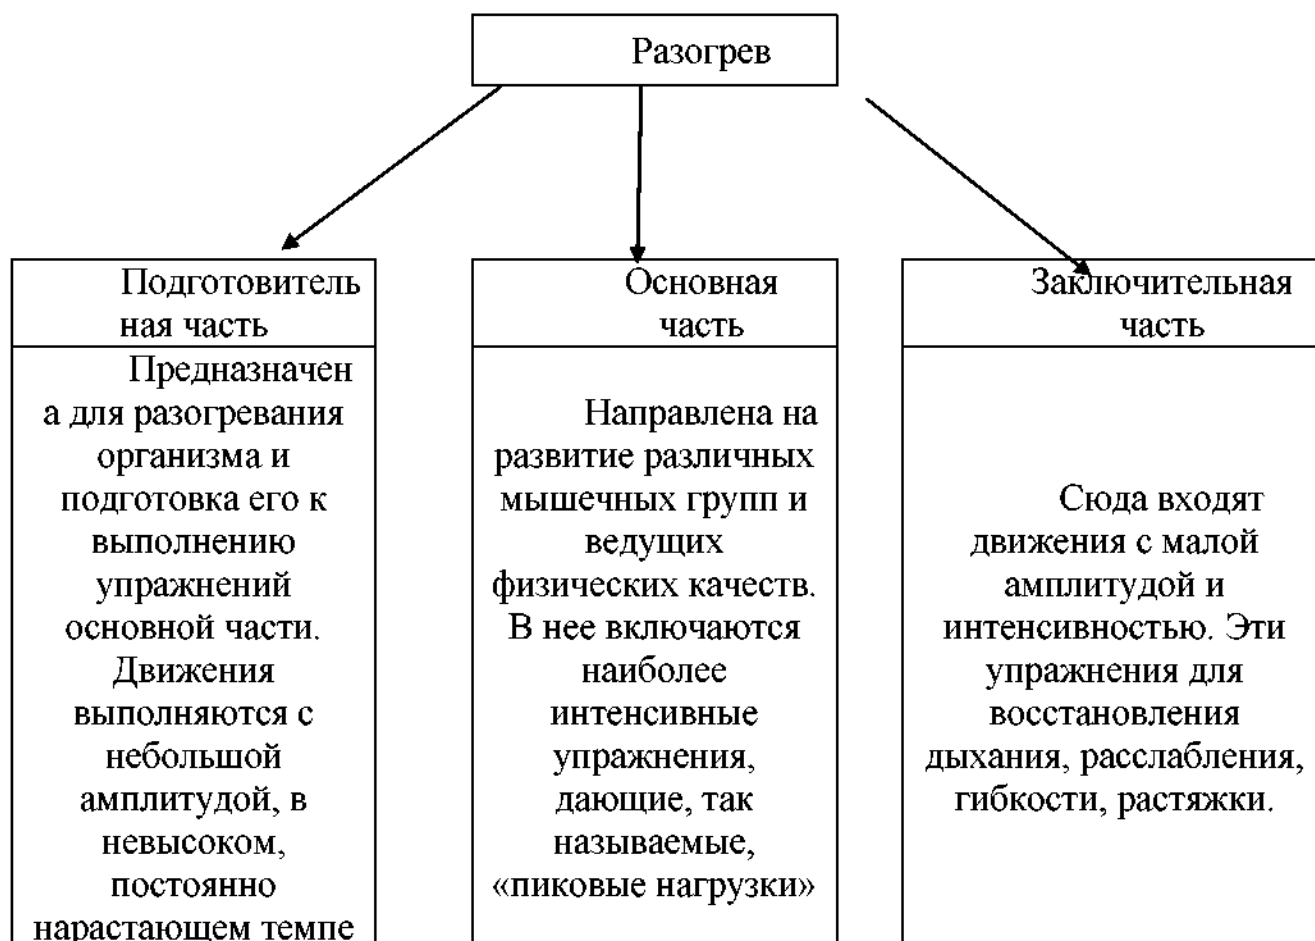 Разогрев
Подготовитель
ная часть
Предназначен
а для разогревания
организма и
подготовка его к
выполнению
упражнений
основной части.
Движения
выполняются с
небольшой
амплитудой, в
невысоком,
постоянно
нарастающем темпе
Основная
часть
Направлена на
развитие различных
мышечных групп и
ведущих
физических качеств.
В нее включаются
наиболее
интенсивные
упражнения,
дающие, так
называемые,
«пиковые нагрузки»
Заключительная
часть
Сюда входят
движения с малой
амплитудой и
интенсивностью. Эти
упражнения для
восстановления
дыхания, расслабления,
гибкости, растяжки.